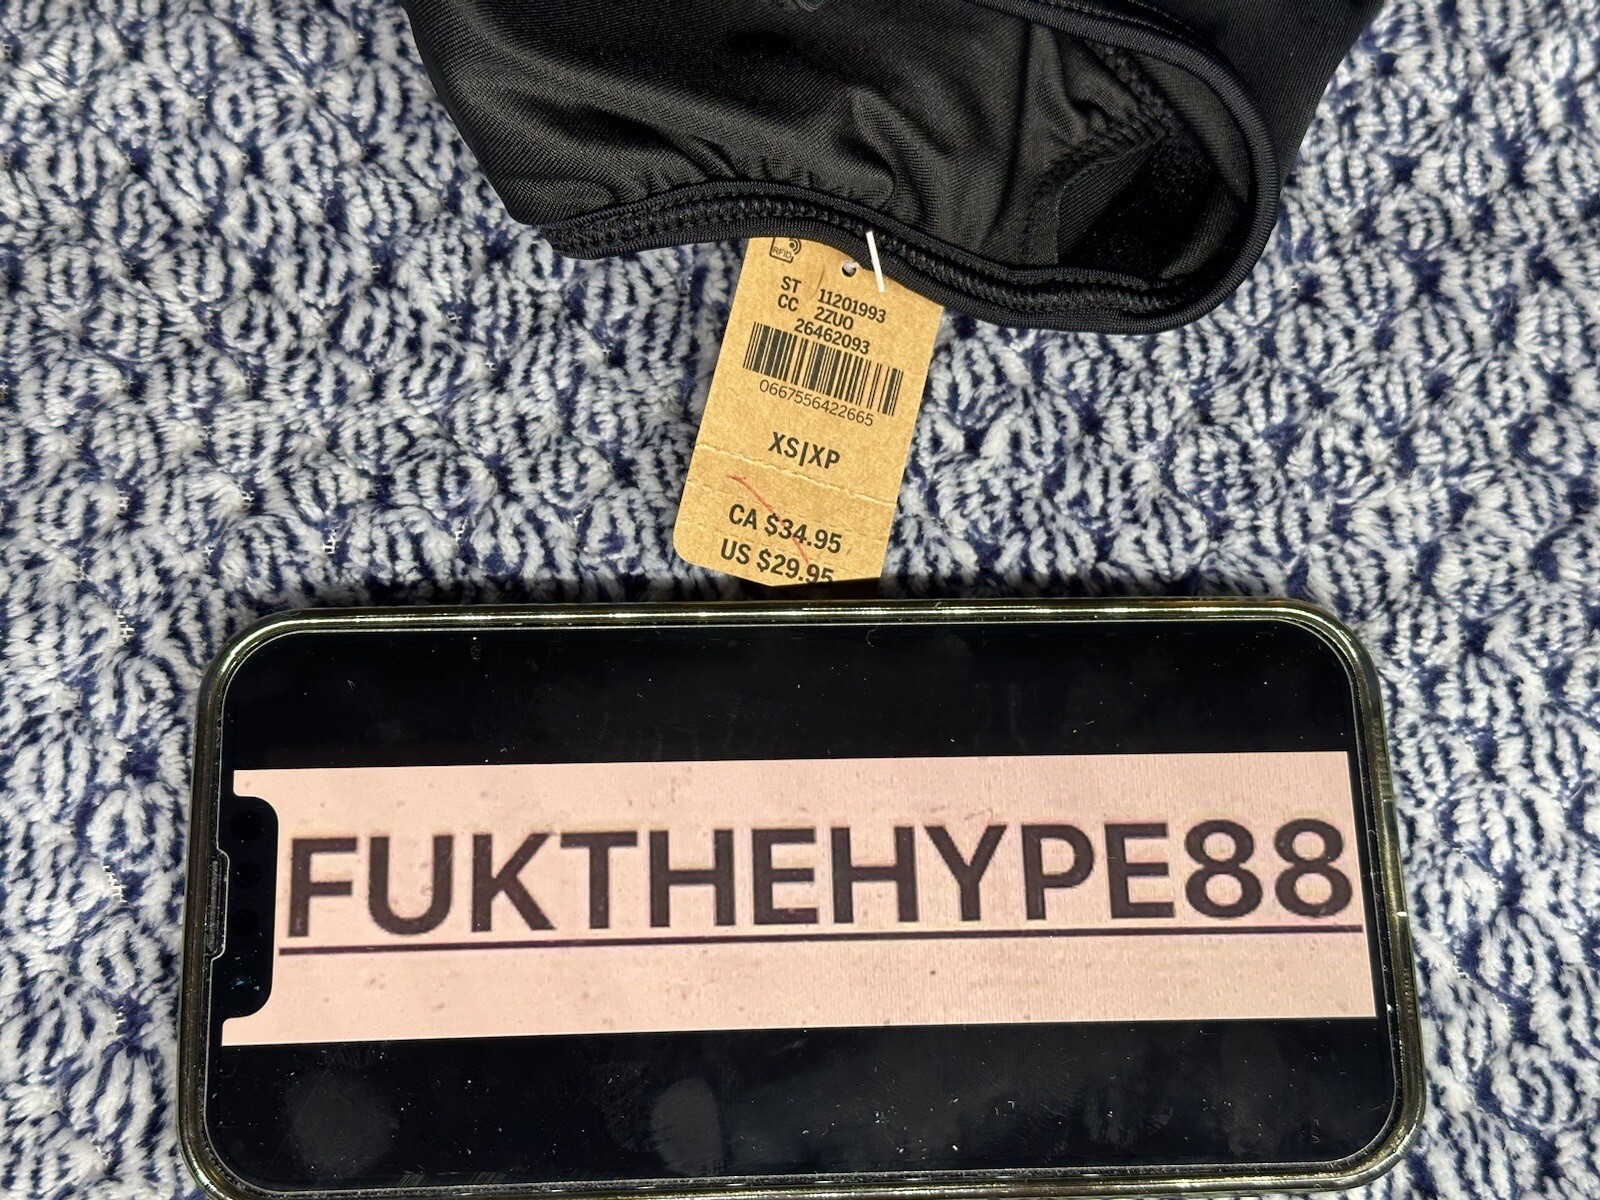 RFID
ST 11201993
CC 2ZUO
26462093
0667556422665
XS|XP
CA $34.95
US $29.95
FUKTHEHYPE88